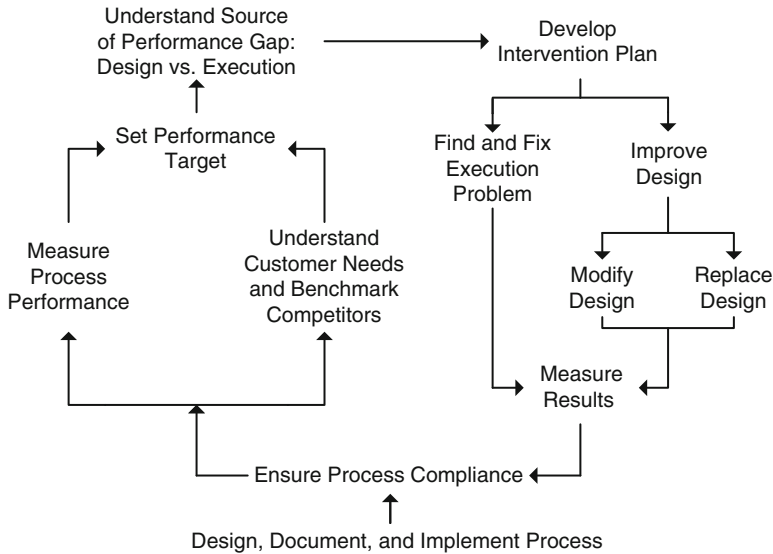 Understand Source
of Performance Gap:
Design vs. Execution
Develop
Intervention Plan
Set Performance
Target
Find and Fix
Execution
Problem
Improve
Design
Measure
Process
Performance
Understand
Customer Needs
and Benchmark
Competitors
Modify
Design
Replace
Design
Measure
Results
Ensure Process Compliance
Design, Document, and Implement Process